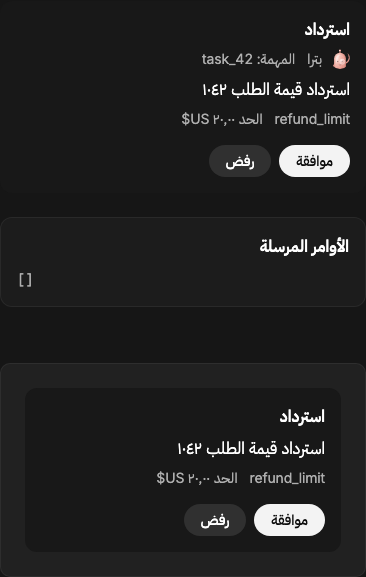 استرداد
بترا المهمة: task_42
استرداد قيمة الطلب ١٠٤٢
refund_limit الحد ٢٠,٠٠ US$
موافقة رفض
الأوامر المرسلة
[]
استرداد
استرداد قيمة الطلب ١٠٤٢
refund_limit الحد ٢٠,٠٠ US$
موافقة رفض